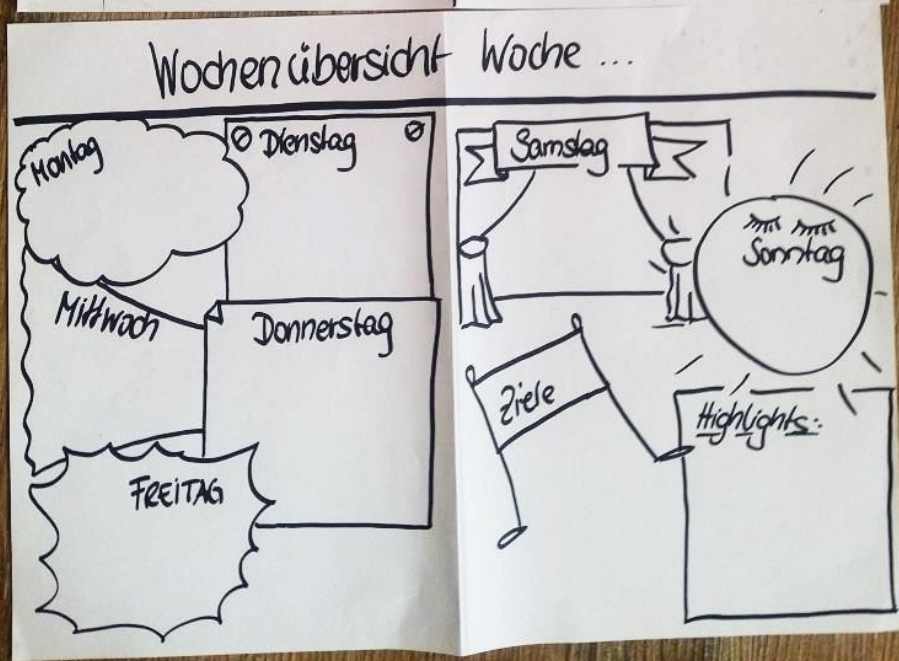 Wochenübersicht Woche ...
Montag
Dienstag
Mittwoch
Donnerstag
FREITAG
Samstag
Sonntag
Ziele
Highlights: